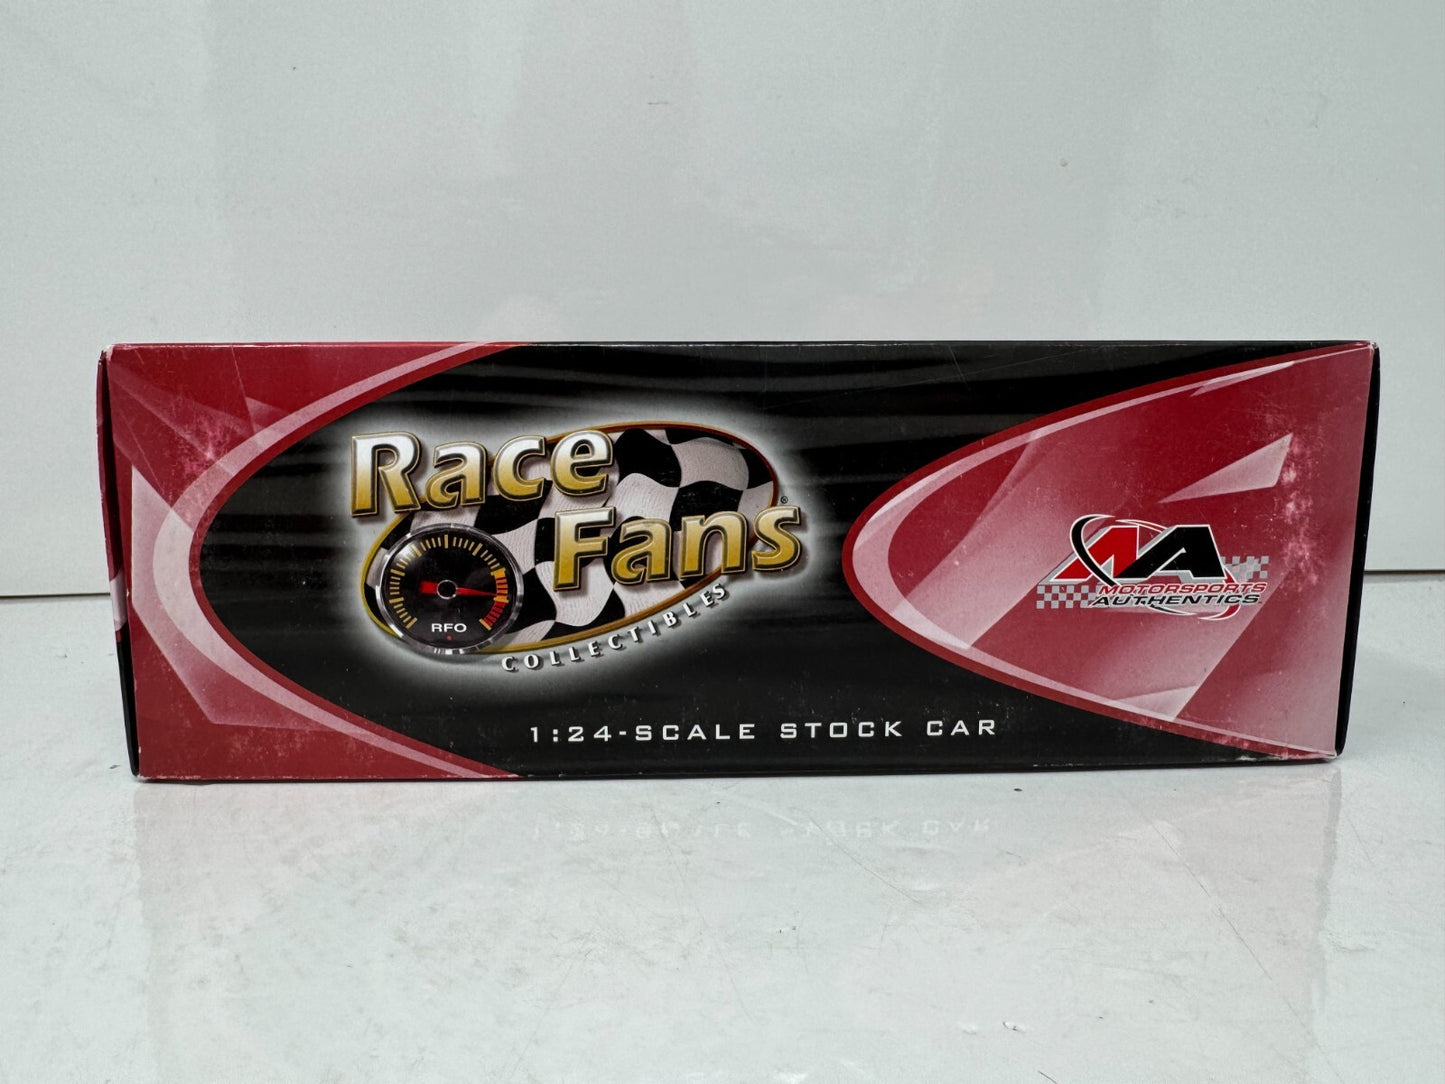 Race
Fans®
COLLECTIBLES
RFO
1:24-SCALE STOCK CAR
MA
MOTORSPORTS
AUTHENTICS